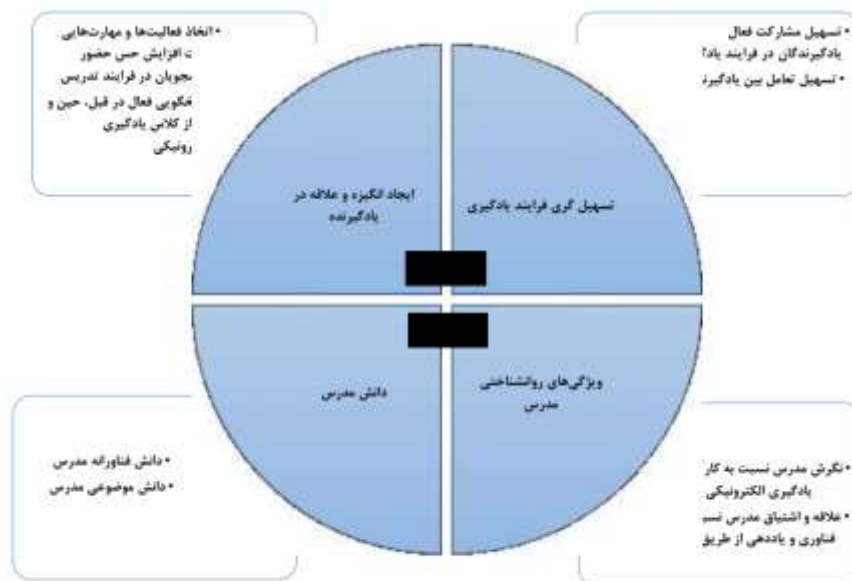 • تسهیل مشارکت فعال
یادگیرندگان در فرایند
• تسهیل تعامل بین
• اتخاذ فعالیت‌ها و مهارت‌هایی
افزایش حس حضور
در فرایند تدریس
فعال در قبل، حین و
از کلاس یادگیری
تسهیل گری فرایند یادگیری
ایجاد انگیزه و علاقه در
یادگیرنده
ویژگی‌های روانشناختی
مدرس
دانش مدرس
• نگرش مدرس نسبت به کار
یادگیری الکترونیکی
• علاقه و اشتیاق مدرس
فناوری و یاددهی از طریق
• دانش فناورانه مدرس
• دانش موضوعی مدرس